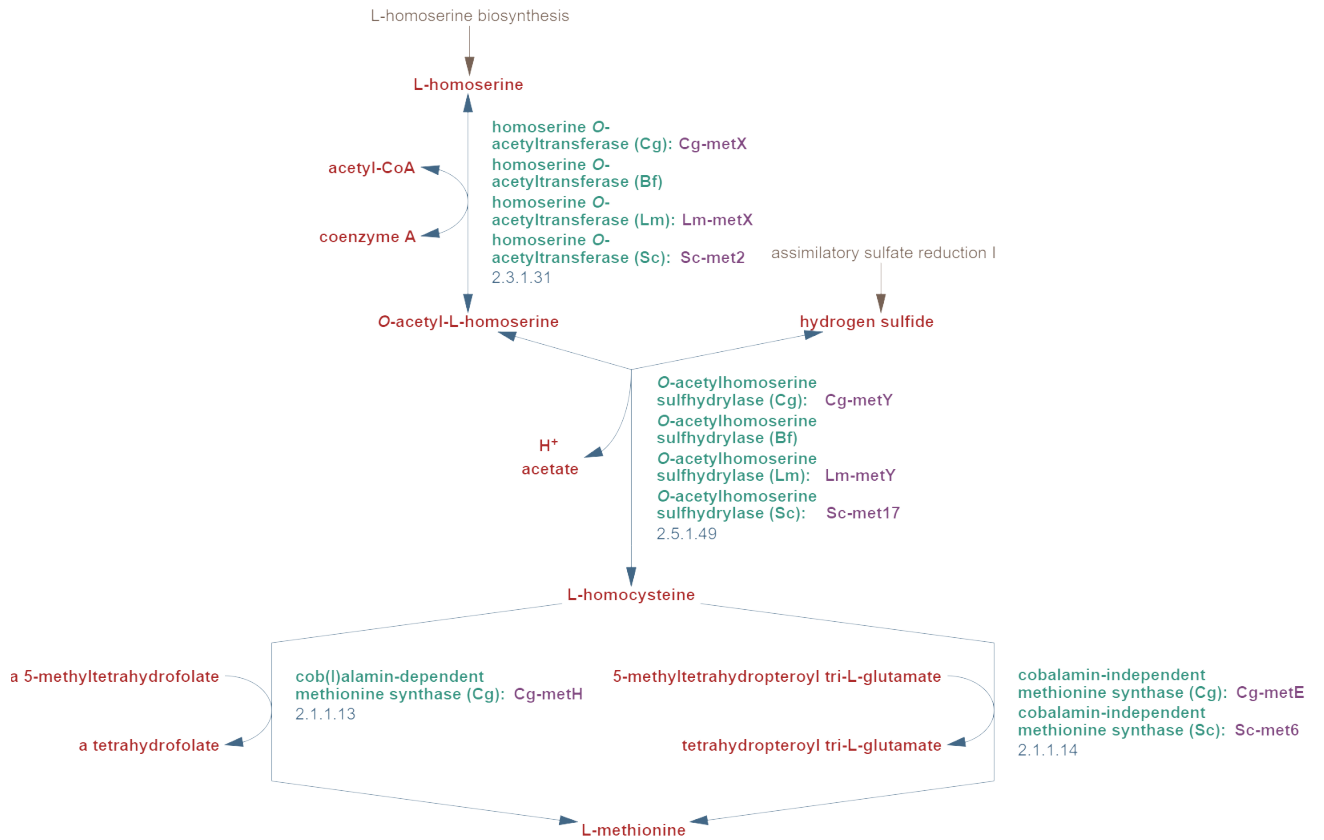 L-homoserine biosynthesis
L-homoserine
homoserine O-
acetyltransferase (Cg): Cg-metX
homoserine O-
acetyltransferase (Bf)
homoserine O-
acetyltransferase (Lm): Lm-metX
homoserine O-
acetyltransferase (Sc): Sc-met2
2.3.1.31
acetyl-CoA
coenzyme A
assimilatory sulfate reduction I
O-acetyl-L-homoserine
hydrogen sulfide
O-acetylhomoserine
sulfhydrylase (Cg): Cg-metY
O-acetylhomoserine
sulfhydrylase (Bf)
O-acetylhomoserine
sulfhydrylase (Lm): Lm-metY
O-acetylhomoserine
sulfhydrylase (Sc): Sc-met17
2.5.1.49
H+
acetate
L-homocysteine
a 5-methyltetrahydrofolate
cob(I)alamin-dependent
methionine synthase (Cg): Cg-metH
2.1.1.13
a tetrahydrofolate
5-methyltetrahydropteroyl tri-L-glutamate
cobalamin-independent
methionine synthase (Cg): Cg-metE
cobalamin-independent
methionine synthase (Sc): Sc-met6
2.1.1.14
tetrahydropteroyl tri-L-glutamate
L-methionine